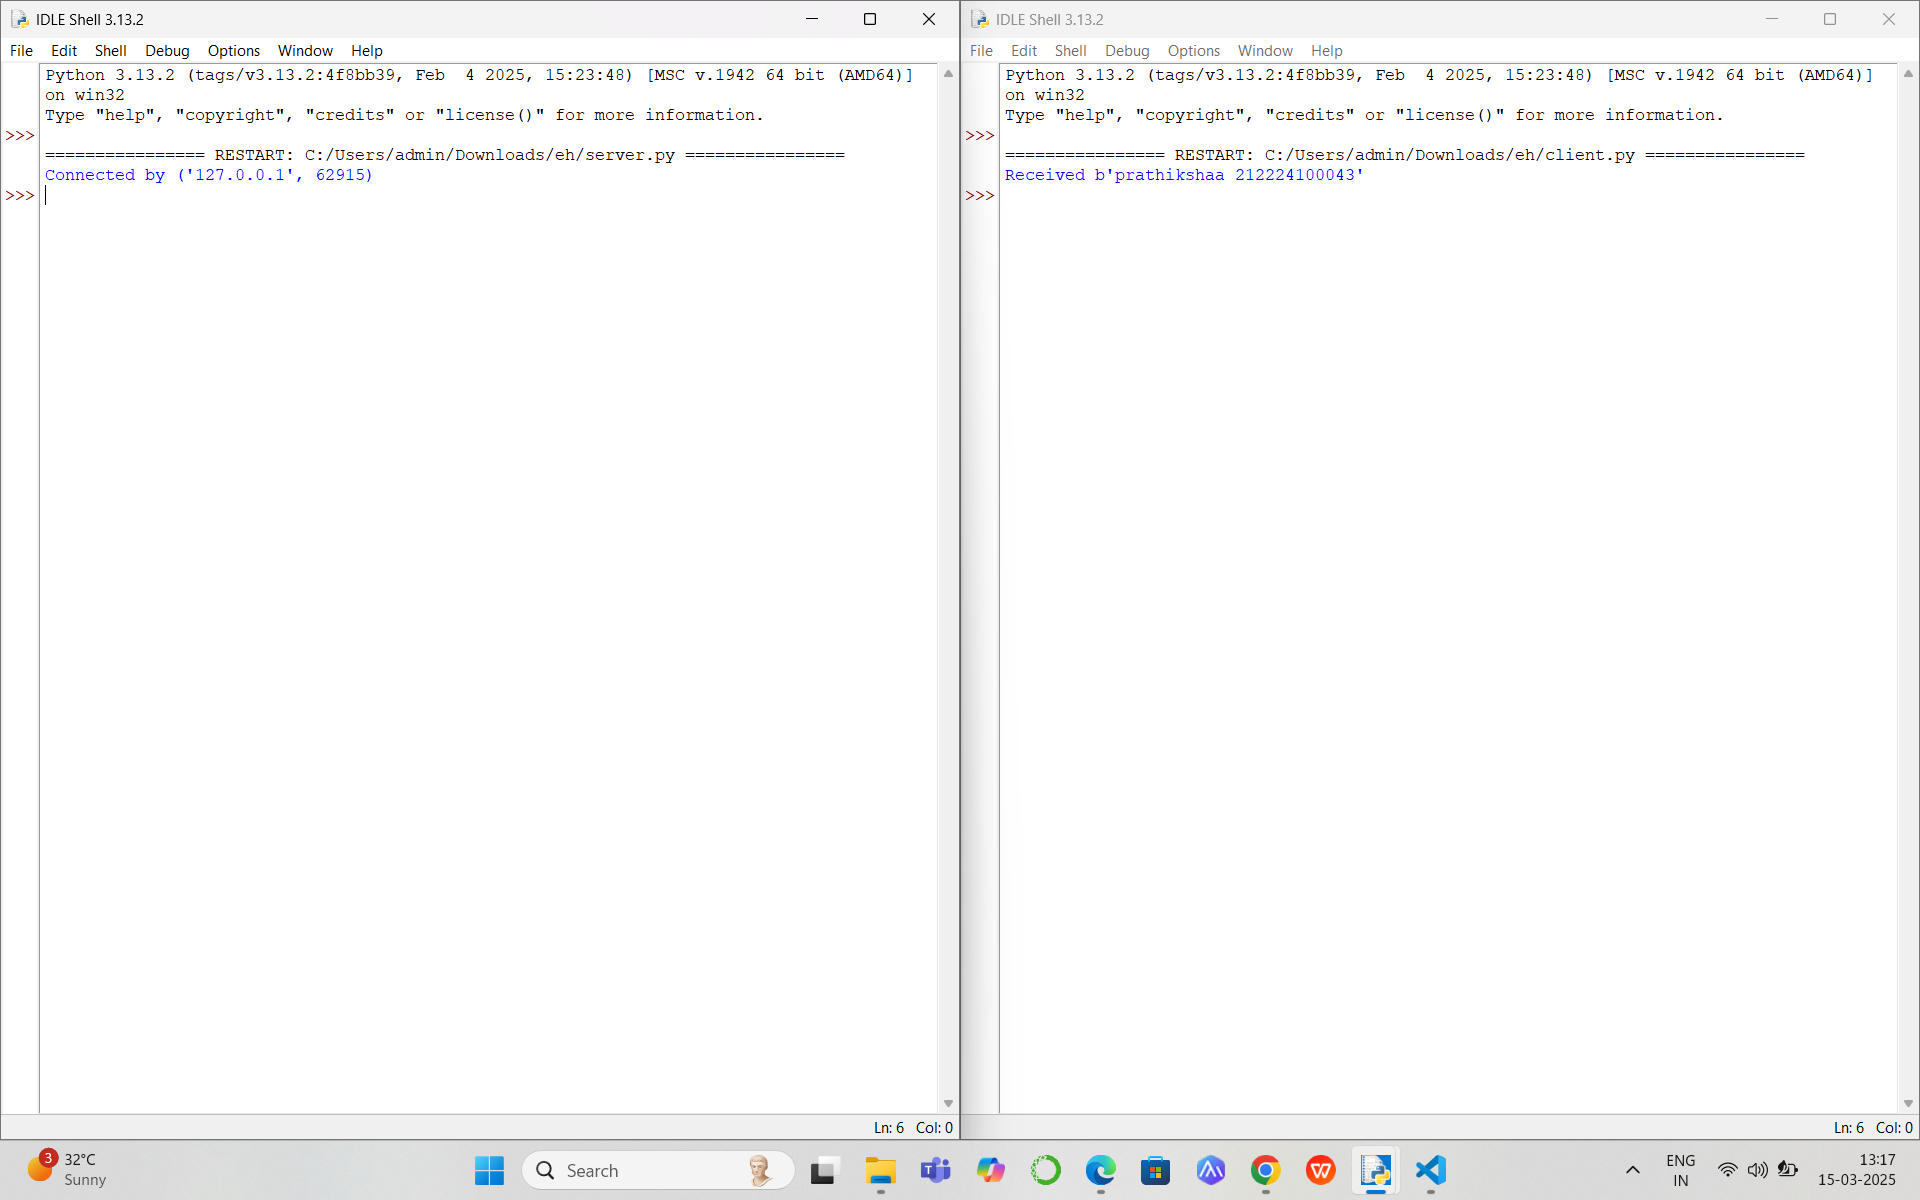 IDLE Shell 3.13.2
File Edit Shell Debug Options Window Help
Python 3.13.2 (tags/v3.13.2:4f8bb39, Feb  4 2025, 15:23:48) [MSC v.1942 64 bit (AMD64)]
on win32
Type "help", "copyright", "credits" or "license()" for more information.
>>>
================ RESTART: C:/Users/admin/Downloads/eh/server.py ================
Connected by ('127.0.0.1', 62915)
>>>
Ln: 6 Col: 0
IDLE Shell 3.13.2
File Edit Shell Debug Options Window Help
Python 3.13.2 (tags/v3.13.2:4f8bb39, Feb  4 2025, 15:23:48) [MSC v.1942 64 bit (AMD64)]
on win32
Type "help", "copyright", "credits" or "license()" for more information.
>>>
================ RESTART: C:/Users/admin/Downloads/eh/client.py ================
Received b'prathikshaa 212224100043'
>>>
Ln: 6 Col: 0
3
32°C
Sunny
Search
ENG
IN
13:17
15-03-2025